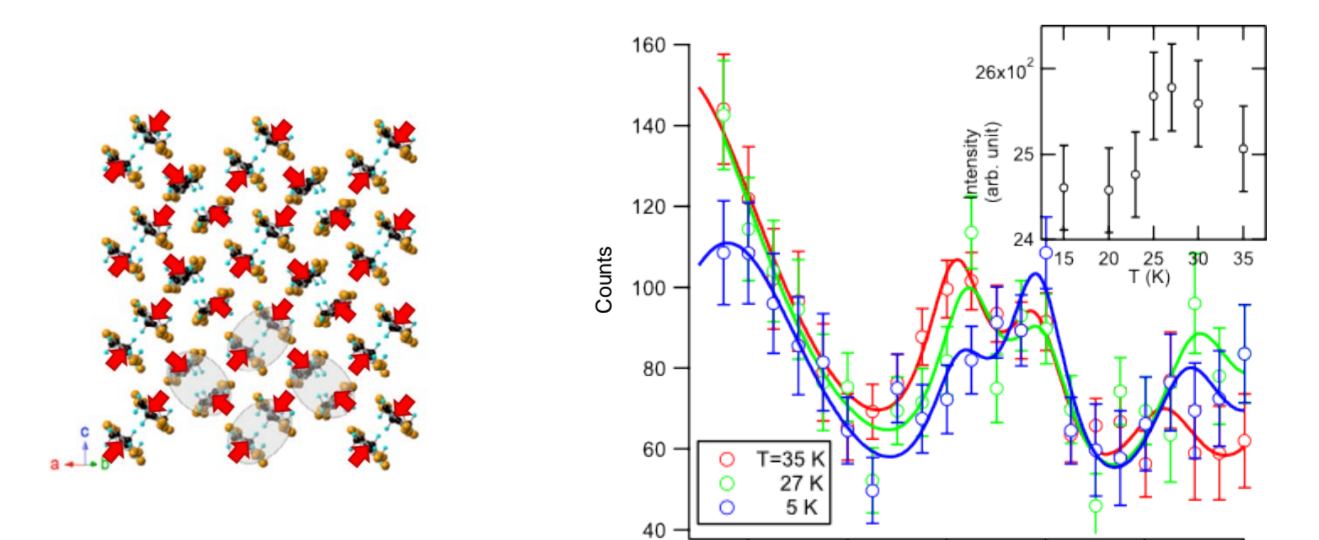 c
a
b
160
140
120
100
80
60
40
Counts
T=35 K
27 K
5 K
26x10²
25
24
Intensity
(arb. unit)
15 20 25 30 35
T (K)